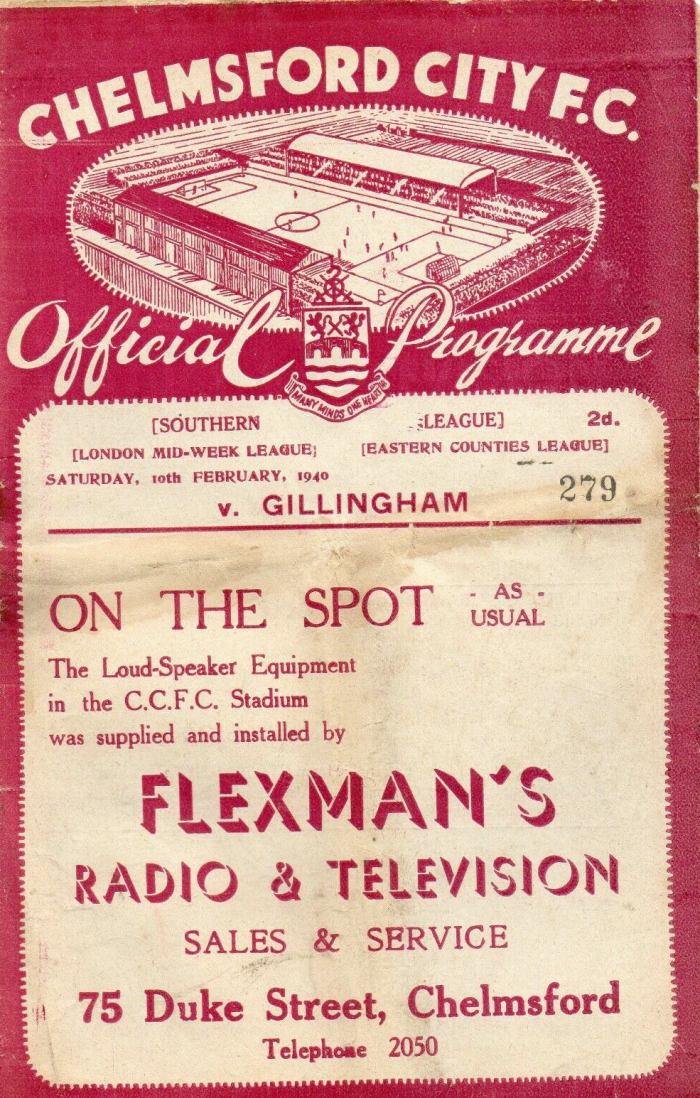 CHELMSFORD CITY F.C.
Official Programme
MANY MINDS ONE HEART
[SOUTHERN LEAGUE] 2d.
[LONDON MID-WEEK LEAGUE; [EASTERN COUNTIES LEAGUE]
SATURDAY, 10th FEBRUARY, 1940
279
v. GILLINGHAM
ON THE SPOT - AS -
USUAL
The Loud-Speaker Equipment
in the C.C.F.C. Stadium
was supplied and installed by
FLEXMAN'S
RADIO & TELEVISION
SALES & SERVICE
75 Duke Street, Chelmsford
Telephone 2050